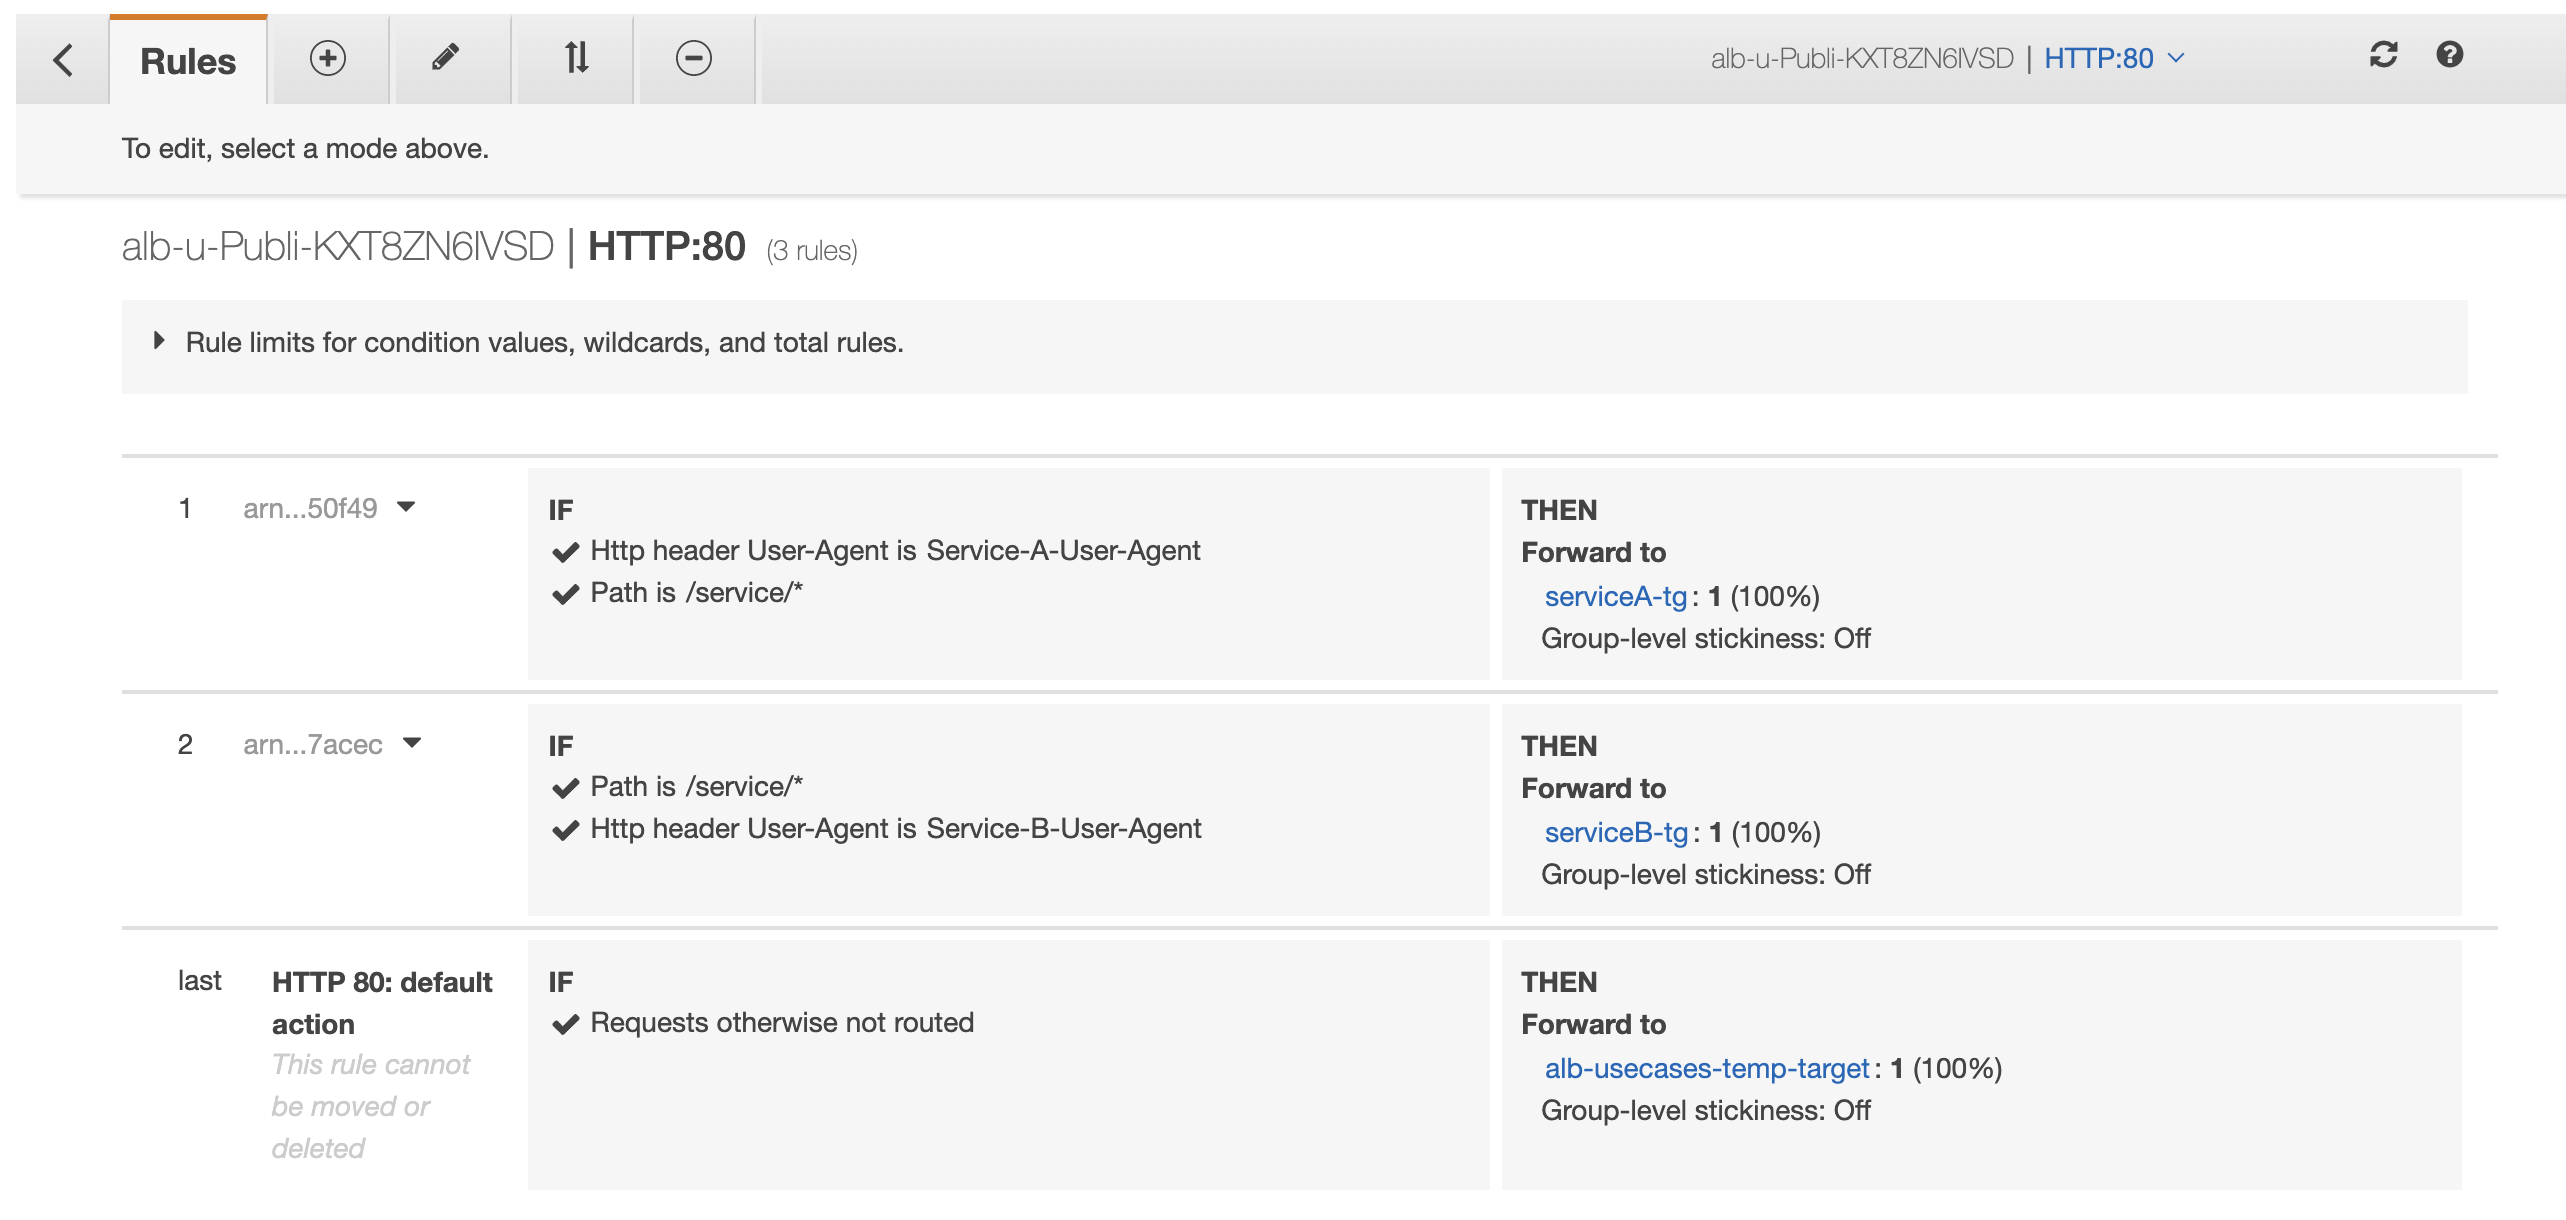 Rules
alb-u-Publi-KXT8ZN6IVSD | HTTP:80
To edit, select a mode above.
alb-u-Publi-KXT8ZN6IVSD | HTTP:80 (3 rules)
Rule limits for condition values, wildcards, and total rules.
1 arn...50f49
IF
Http header User-Agent is Service-A-User-Agent
Path is /service/*
THEN
Forward to
serviceA-tg: 1 (100%)
Group-level stickiness: Off
2 arn...7acec
IF
Path is /service/*
Http header User-Agent is Service-B-User-Agent
THEN
Forward to
serviceB-tg: 1 (100%)
Group-level stickiness: Off
last HTTP 80: default
action
This rule cannot
be moved or
deleted
IF
Requests otherwise not routed
THEN
Forward to
alb-usecases-temp-target: 1 (100%)
Group-level stickiness: Off